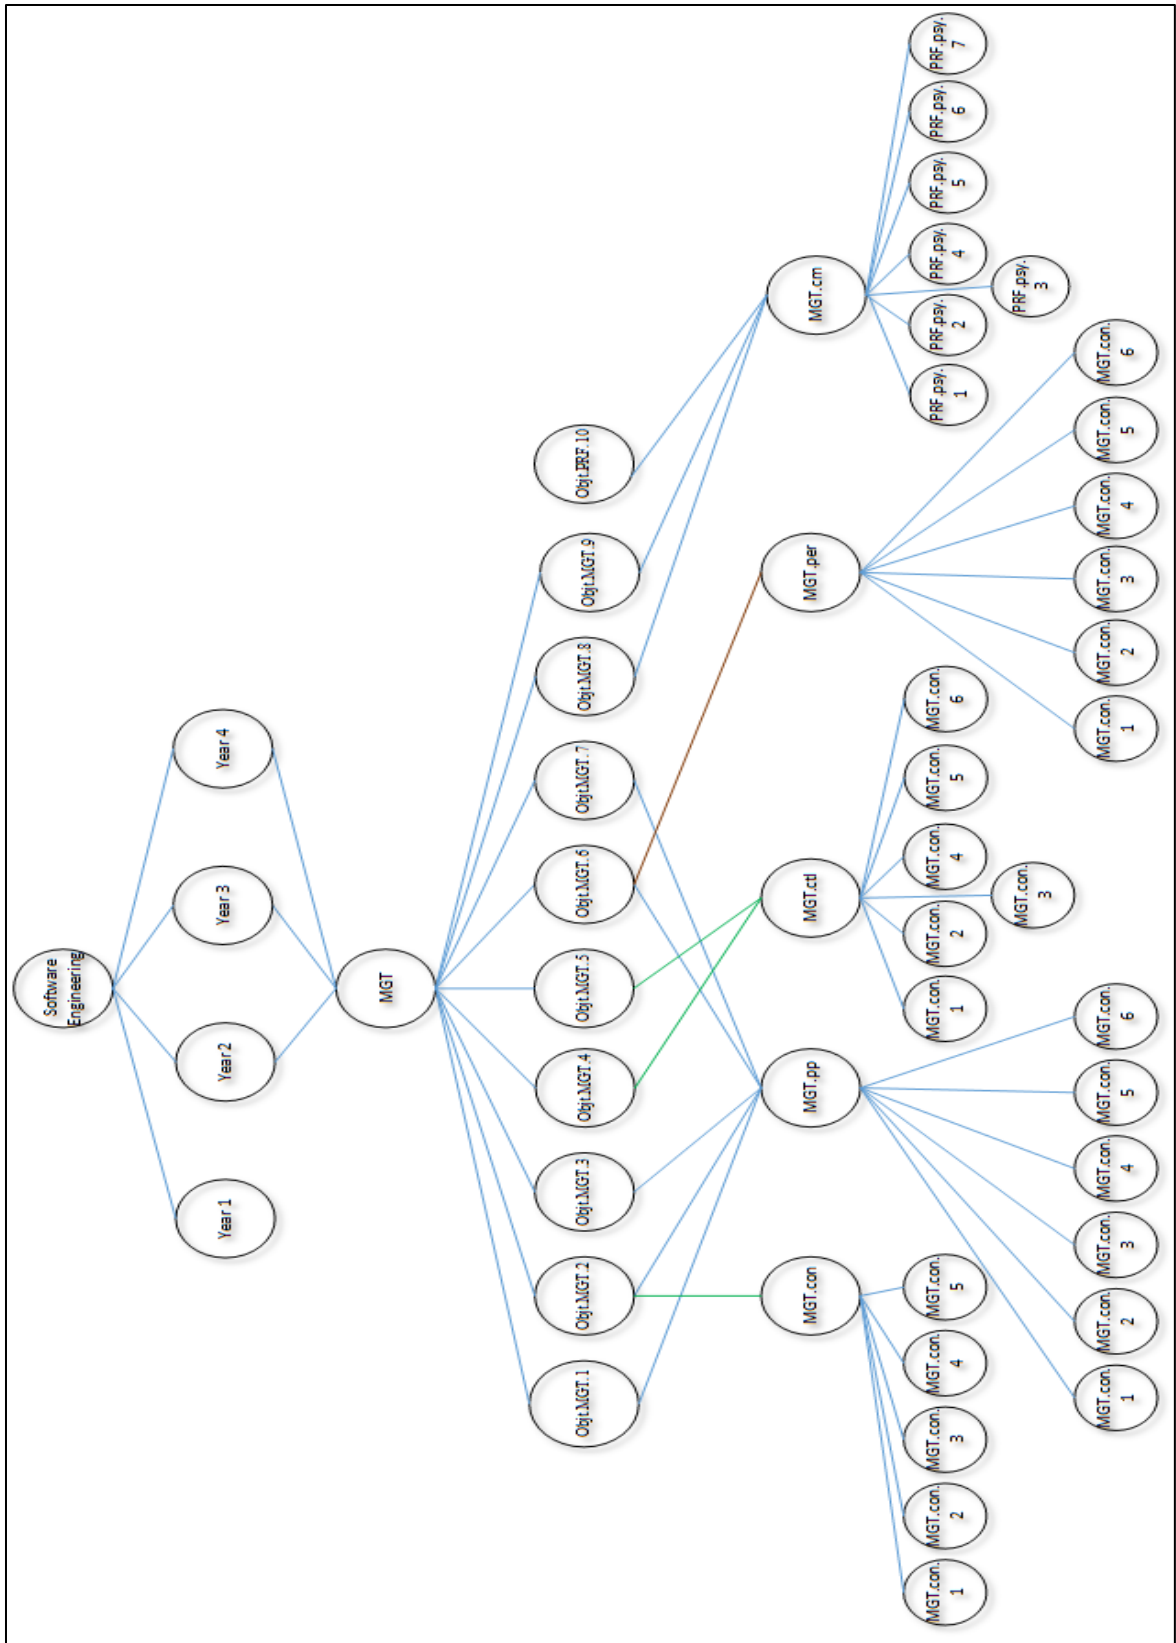 Software
Engineering
Year 1
Year 2
Year 3
Year 4
MGT
Objt.MGT.1
Objt.MGT.2
Objt.MGT.3
Objt.MGT.4
Objt.MGT.5
Objt.MGT.6
Objt.MGT.7
Objt.MGT.8
Objt.MGT.9
Objt.PRF.10
MGT.con
MGT.pp
MGT.ctl
MGT.per
MGT.cm
MGT.con.
1
MGT.con.
2
MGT.con.
3
MGT.con.
4
MGT.con.
5
MGT.con.
1
MGT.con.
2
MGT.con.
3
MGT.con.
4
MGT.con.
5
MGT.con.
6
MGT.con.
1
MGT.con.
2
MGT.con.
3
MGT.con.
4
MGT.con.
5
MGT.con.
6
MGT.con.
1
MGT.con.
2
MGT.con.
3
MGT.con.
4
MGT.con.
5
MGT.con.
6
PRF.psy.
1
PRF.psy.
2
PRF.psy.
3
PRF.psy.
4
PRF.psy.
5
PRF.psy.
6
PRF.psy.
7